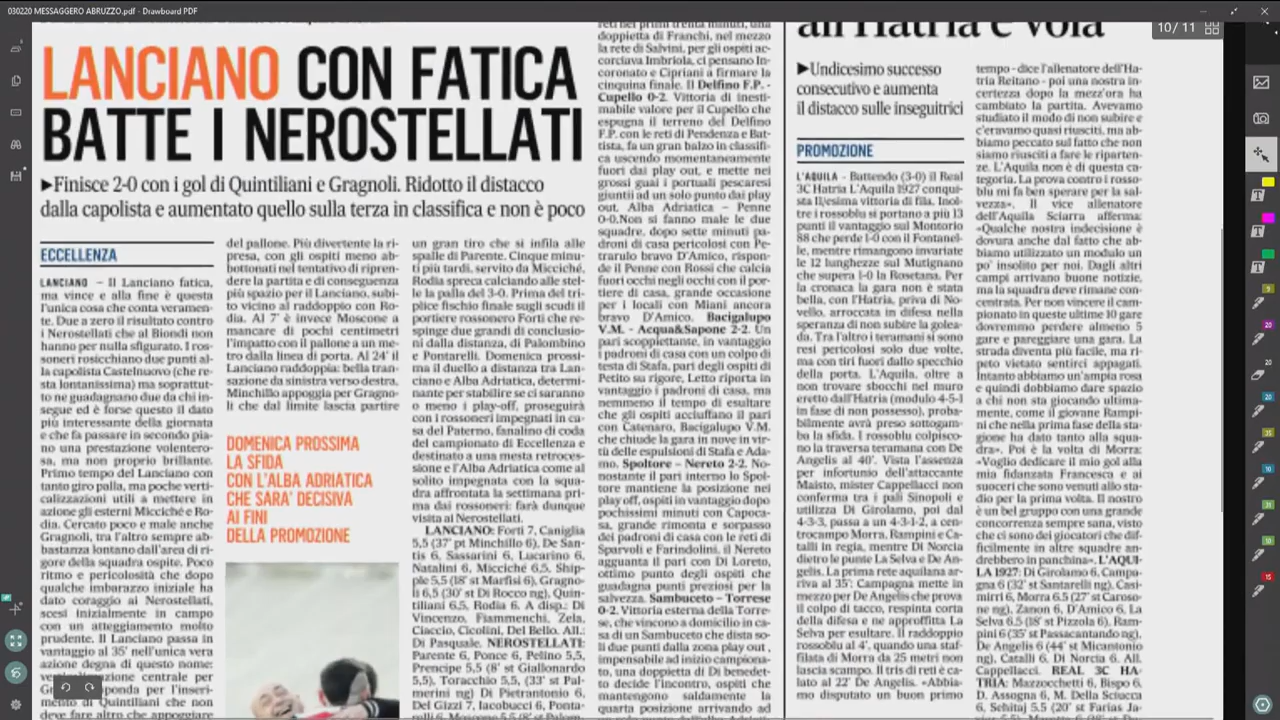 030220 MESSAGGERO ABRUZZO.pdf - Drawboard PDF
10 / 11
LANCIANO CON FATICA
BATTE I NEROSTELLATI
▶Finisce 2-0 con i gol di Quintiliani e Gragnoli. Ridotto il distacco
dalla capolista e aumentato quello sulla terza in classifica e non è poco
ECCELLENZA
LANCIANO – Il Lanciano fatica,
ma vince e alla fine è questa
l'unica cosa che conta veramen-
te. Due a zero il risultato contro
i Nerostellati che al Biondi non
hanno per nulla sfigurato. I ros-
soneri rosicchiano due punti al-
la capolista Castelnuovo (che re-
sta lontanissima) ma soprattut-
to ne guadagnano due da chi in-
segue ed è forse questo il dato
più interessante della giornata
e che fa passare in secondo pia-
no una prestazione volentero-
sa, ma non proprio brillante.
Primo tempo del Lanciano con
tanto giro palla, ma poche verti-
calizzazioni utili a mettere in
azione gli esterni Micciché e Ro-
dia. Cercato poco e male anche
Gragnoli, tra l'altro sempre ab-
bastanza lontano dall'area di ri-
gore della squadra ospite. Poco
ritmo e pericolosità che dopo
qualche imbarazzo iniziale ha
dato coraggio ai Nerostellati,
scesi inizialmente in campo
con un atteggiamento molto
prudente. Il Lanciano passa in
vantaggio al 35' nell'unica vera
azione degna di questo nome:
verticalizzazione centrale per
ponda per l'inseri-
mento di Quintiliani che non
deve fare altro che appoggiare
del pallone. Più divertente la ri-
presa, con gli ospiti meno ab-
bottonati nel tentativo di ripren-
dere la partita e di conseguenza
più spazio per il Lanciano, subi-
to vicino al raddoppio con Ro-
dia. Al 7' è invece Moscone a
mancare di pochi centimetri
l'impatto con il pallone a un me-
tro dalla linea di porta. Al 24' il
Lanciano raddoppia: bella tran-
sazione da sinistra verso destra,
Minchillo appoggia per Gragno-
li che dal limite lascia partire
DOMENICA PROSSIMA
LA SFIDA
CON L'ALBA ADRIATICA
CHE SARA' DECISIVA
AI FINI
DELLA PROMOZIONE
un gran tiro che si infila alle
spalle di Parente. Cinque minu-
ti più tardi, servito da Micciché,
Rodia spreca calciando alle stel-
le la palla del 3-0. Prima del tri-
plice fischio finale sugli scudi il
portiere rossonero Forti che re-
spinge due grandi di conclusio-
ni dalla distanza, di Palombino
e Pontarelli. Domenica prossi-
ma il duello a distanza tra Lan-
ciano e Alba Adriatica, determi-
nante per stabilire se ci saranno
o meno i play-off, proseguirà
con i rossoneri impegnati in ca-
sa del Paterno, fanalino di coda
del campionato di Eccellenza e
destinato a una mesta retroces-
sione e l'Alba Adriatica come al
solito impegnata con la squa-
dra affrontata la settimana pri-
ma dai rossoneri: farà dunque
visita ai Nerostellati.
LANCIANO: Forti 7, Caniglia
5,5 (37' pt Minchillo 6), De San-
tis 6, Sassarini 6, Lucarino 6,
Natalini 6, Micciché 6,5, Ship-
ple 5,5 (18' st Marfisi 6), Gragno-
li 6,5 (30' st Di Rocco ng), Quin-
tiliani 6,5, Rodia 6. A disp.: Di
Vincenzo, Fiammenchi, Zela,
Ciaccio, Cicolini, Del Bello. All.:
Di Pasquale. NEROSTELLATI:
Parente 6, Ponce 6, Pelino 5,5,
Prencipe 5,5 (8' st Giallonardo
5,5), Toracchio 5,5, (33' st Pal-
merini ng) Di Pietrantonio 6,
Del Gizzi 7, Iacobucci 6, Ponta-
relli 6, Moscone 5,5 (8' st Palom-
reti nei primi trenta minuti, una
doppietta di Franchi, nel mezzo
la rete di Salvini, per gli ospiti ac-
corciava Imbriola, ci pensano In-
coronato e Cipriani a firmare la
cinquina finale. Il Delfino F.P. -
Cupello 0-2. Vittoria di inesti-
mabile valore per il Cupello che
espugna il terreno del Delfino
F.P. con le reti di Pendenza e Bat-
tista, fa un gran balzo in classifi-
ca uscendo momentaneamente
fuori dai play out, e mette nei
grossi guai i portuali pescaresi
giunti ad un solo punto dai play
out. Alba Adriatica – Penne
0-0.Non si fanno male le due
squadre, dopo sette minuti pa-
droni di casa pericolosi con Pe-
trarulo bravo D'Amico, rispon-
de il Penne con Rossi che calcia
fuori occhi negli occhi con il por-
tiere di casa, grande occasione
per i locali con Miani ancora
bravo D'Amico. Bacigalupo
V.M. - Acqua&Sapone 2-2. Un
pari scoppiettante, in vantaggio
i padroni di casa con un colpo di
testa di Stafa, pari degli ospiti di
Petito su rigore, Letto riporta in
vantaggio i padroni di casa, ma
nemmeno il tempo di esultare
che gli ospiti acciuffano il pari
con Catenaro, Bacigalupo V.M.
che chiude la gara in nove in vir-
tù delle espulsioni di Stafa e Ada-
mo. Spoltore – Nereto 2-2. No-
nostante il pari interno lo Spol-
tore mantiene la posizione nei
play off, ospiti in vantaggio dopo
pochissimi minuti con Capoca-
sa, grande rimonta e sorpasso
dei padroni di casa con le reti di
Sparvoli e Farindolini, il Nereto
agguanta il pari con Di Loreto,
ottimo punto degli ospiti che
guadagna punti preziosi per la
salvezza. Sambuceto – Torrese
0-2. Vittoria esterna della Torre-
se, che vincono a domicilio in ca-
sa di un Sambuceto che dista so-
li due punti dalla zona play out ,
impensabile ad inizio campiona-
to, una doppietta di Di benedet-
to decide l'incontro, ospiti che
mantengono saldamente la
quarta posizione arrivando ad
all'Hatria e vola
▶Undicesimo successo
consecutivo e aumenta
il distacco sulle inseguitrici
PROMOZIONE
L'AQUILA - Battendo (3-0) il Real
3C Hatria L'Aquila 1927 conqui-
sta l'11/esima vittoria di fila. Inol-
tre i rossoblu si portano a più 13
punti il vantaggio sul Montorio
88 che perde 1-0 con il Fontanel-
le, mentre rimangono invariate
le 12 lunghezze sul Mutignano
che supera 1-0 la Rosetana. Per
la cronaca la gara non è stata
bella, con l'Hatria, priva di No-
vello, arroccata in difesa nella
speranza di non subire la golea-
da. Tra l'altro i teramani si sono
resi pericolosi solo due volte,
ma con tiri fuori dallo specchio
della porta. L'Aquila, oltre a
non trovare sbocchi nel muro
eretto dall'Hatria (modulo 4-5-1
in fase di non possesso), proba-
bilmente avrà preso sottogam-
bo la sfida. I rossoblu colpisco-
no la traversa teramana con De
Angelis al 40'. Vista l'assenza
per infortunio dell'attaccante
Maisto, mister Cappellacci non
conferma tra i pali Sinopoli e
utilizza Di Girolamo, poi dal
4-3-3, passa a un 4-3-1-2, a cen-
trocampo Morra, Rampini e Ca-
talli in regia, mentre Di Norcia
dietro le punte La Selva e De An-
gelis. La prima rete aquilana ar-
riva al 35': Campagna mette in
mezzo per De Angelis che prova
il colpo di tacco, respinta corta
della difesa e ne approfitta La
Selva per esultare. Il raddoppio
rossoblu al 4', quando una staf-
filata di Morra da 25 metri non
lascia scampo. Il tris di reti è ca-
lato al 22' De Angelis. «Abbia-
mo disputato un buon primo
tempo - dice l'allenatore dell'Ha-
tria Reitano - poi una nostra in-
certezza dopo la mezz'ora ha
cambiato la partita. Avevamo
studiato il modo di non subire e
c'eravamo quasi riusciti, ma ab-
biamo peccato sul fatto che non
siamo riusciti a fare le riparten-
ze. L'Aquila non è di questa ca-
tegoria. La prova contro i rosso-
blu mi fa ben sperare per la sal-
vezza». Il vice allenatore
dell'Aquila Sciarra afferma:
«Qualche nostra indecisione è
dovura anche dal fatto che ab-
biamo utilizzato un modulo un
po' insolito per noi. Dagli altri
campi arrivano buone notizie,
ma la squadra deve rimane con-
centrata. Per non vincere il cam-
pionato in queste ultime 10 gare
dovremmo perdere almeno 5
gare e pareggiare una gara. La
strada diventa più facile, ma ri-
peto vietato sentirci appagati.
Intanto abbiamo un'ampia rosa
e quindi dobbiamo dare spazio
a chi non sta giocando ultima-
mente, come il giovane Rampi-
ni che nella prima fase della sta-
gione ha dato tanto alla squa-
dra». Poi è la volta di Morra:
«Voglio dedicare il mio gol alla
mia fidanzata Francesca e ai
suoceri che sono venuti allo sta-
dio per la prima volta. Il nostro
è un bel gruppo con una grande
concorrenza sempre sana, visto
che ci sono dei giocatori che dif-
ficilmente in altre squadre an-
drebbero in panchina». L'AQUI-
LA 1927: Di Girolamo 6, Campa-
gna 6 (32' st Santarelli ng), Casi-
mirri 6, Morra 6.5 (27' st Caroso-
ne ng), Zanon 6, D'Amico 6, La
Selva 6.5 (18' st Pizzola 6), Ram-
pini 6 (35' st Passacantando ng),
De Angelis 6 (44' st Micantonio
ng), Catalli 6, Di Norcia 6. All.
Cappellacci. REAL 3C HA-
TRIA: Mazzocchetti 6, Bispo 6,
D. Assogna 6, M. Della Sciucca
6, Sehitaj 5.5 (20' st Farias Ja-